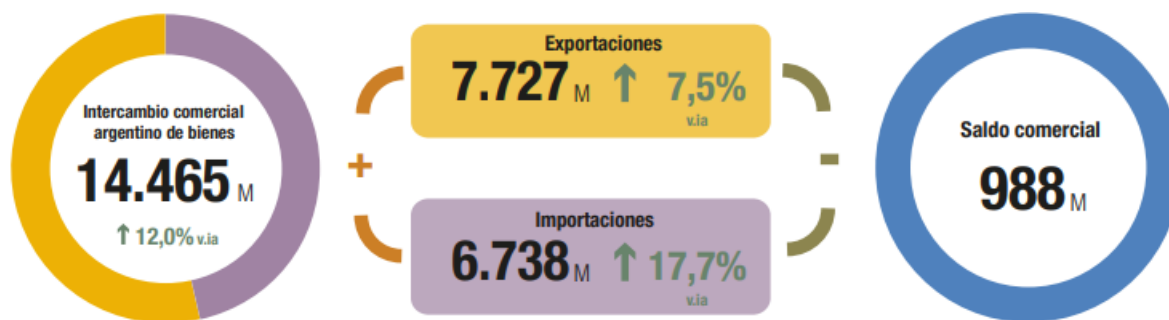 Intercambio comercial
argentino de bienes
14.465 M
↑ 12,0% v.ia
+
Exportaciones
7.727 M ↑ 7,5%
v.ia
Importaciones
6.738 M ↑ 17,7%
v.ia
-
Saldo comercial
988 M